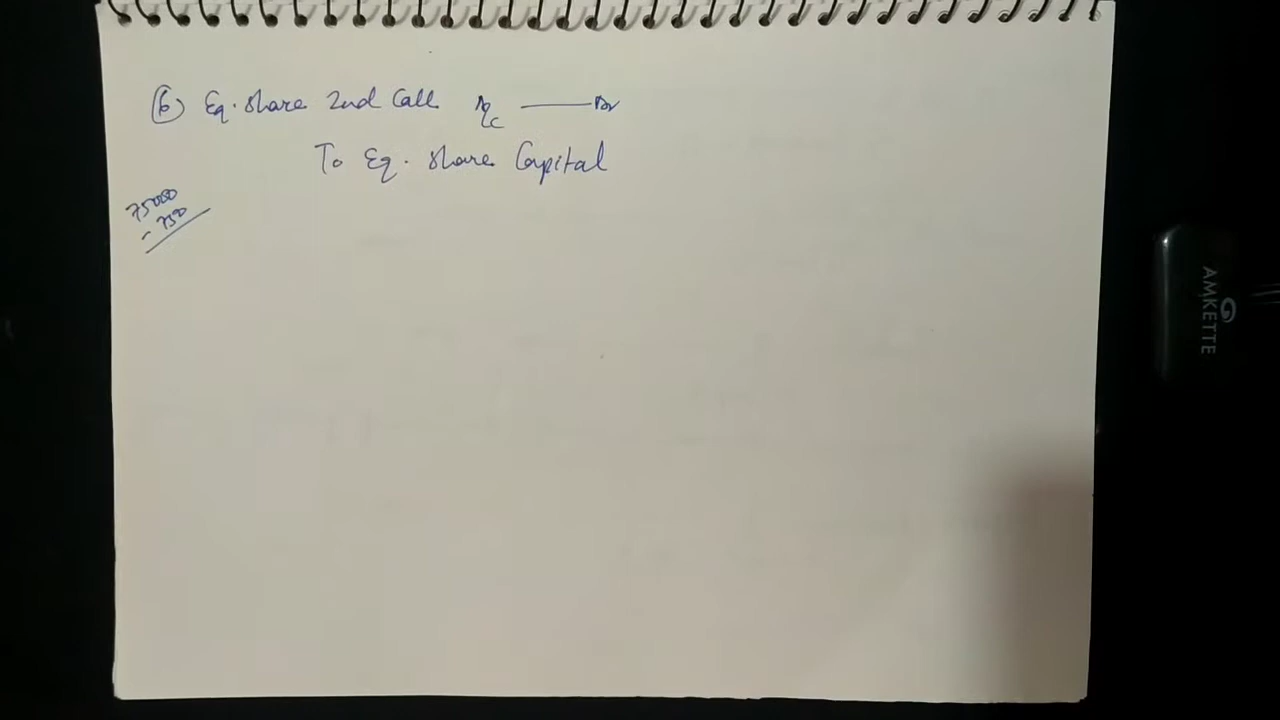 ⑥ Eq. Share 2nd Call A/c —— Dr
To Eq. Share Capital
75000
- 750
AMKETTE